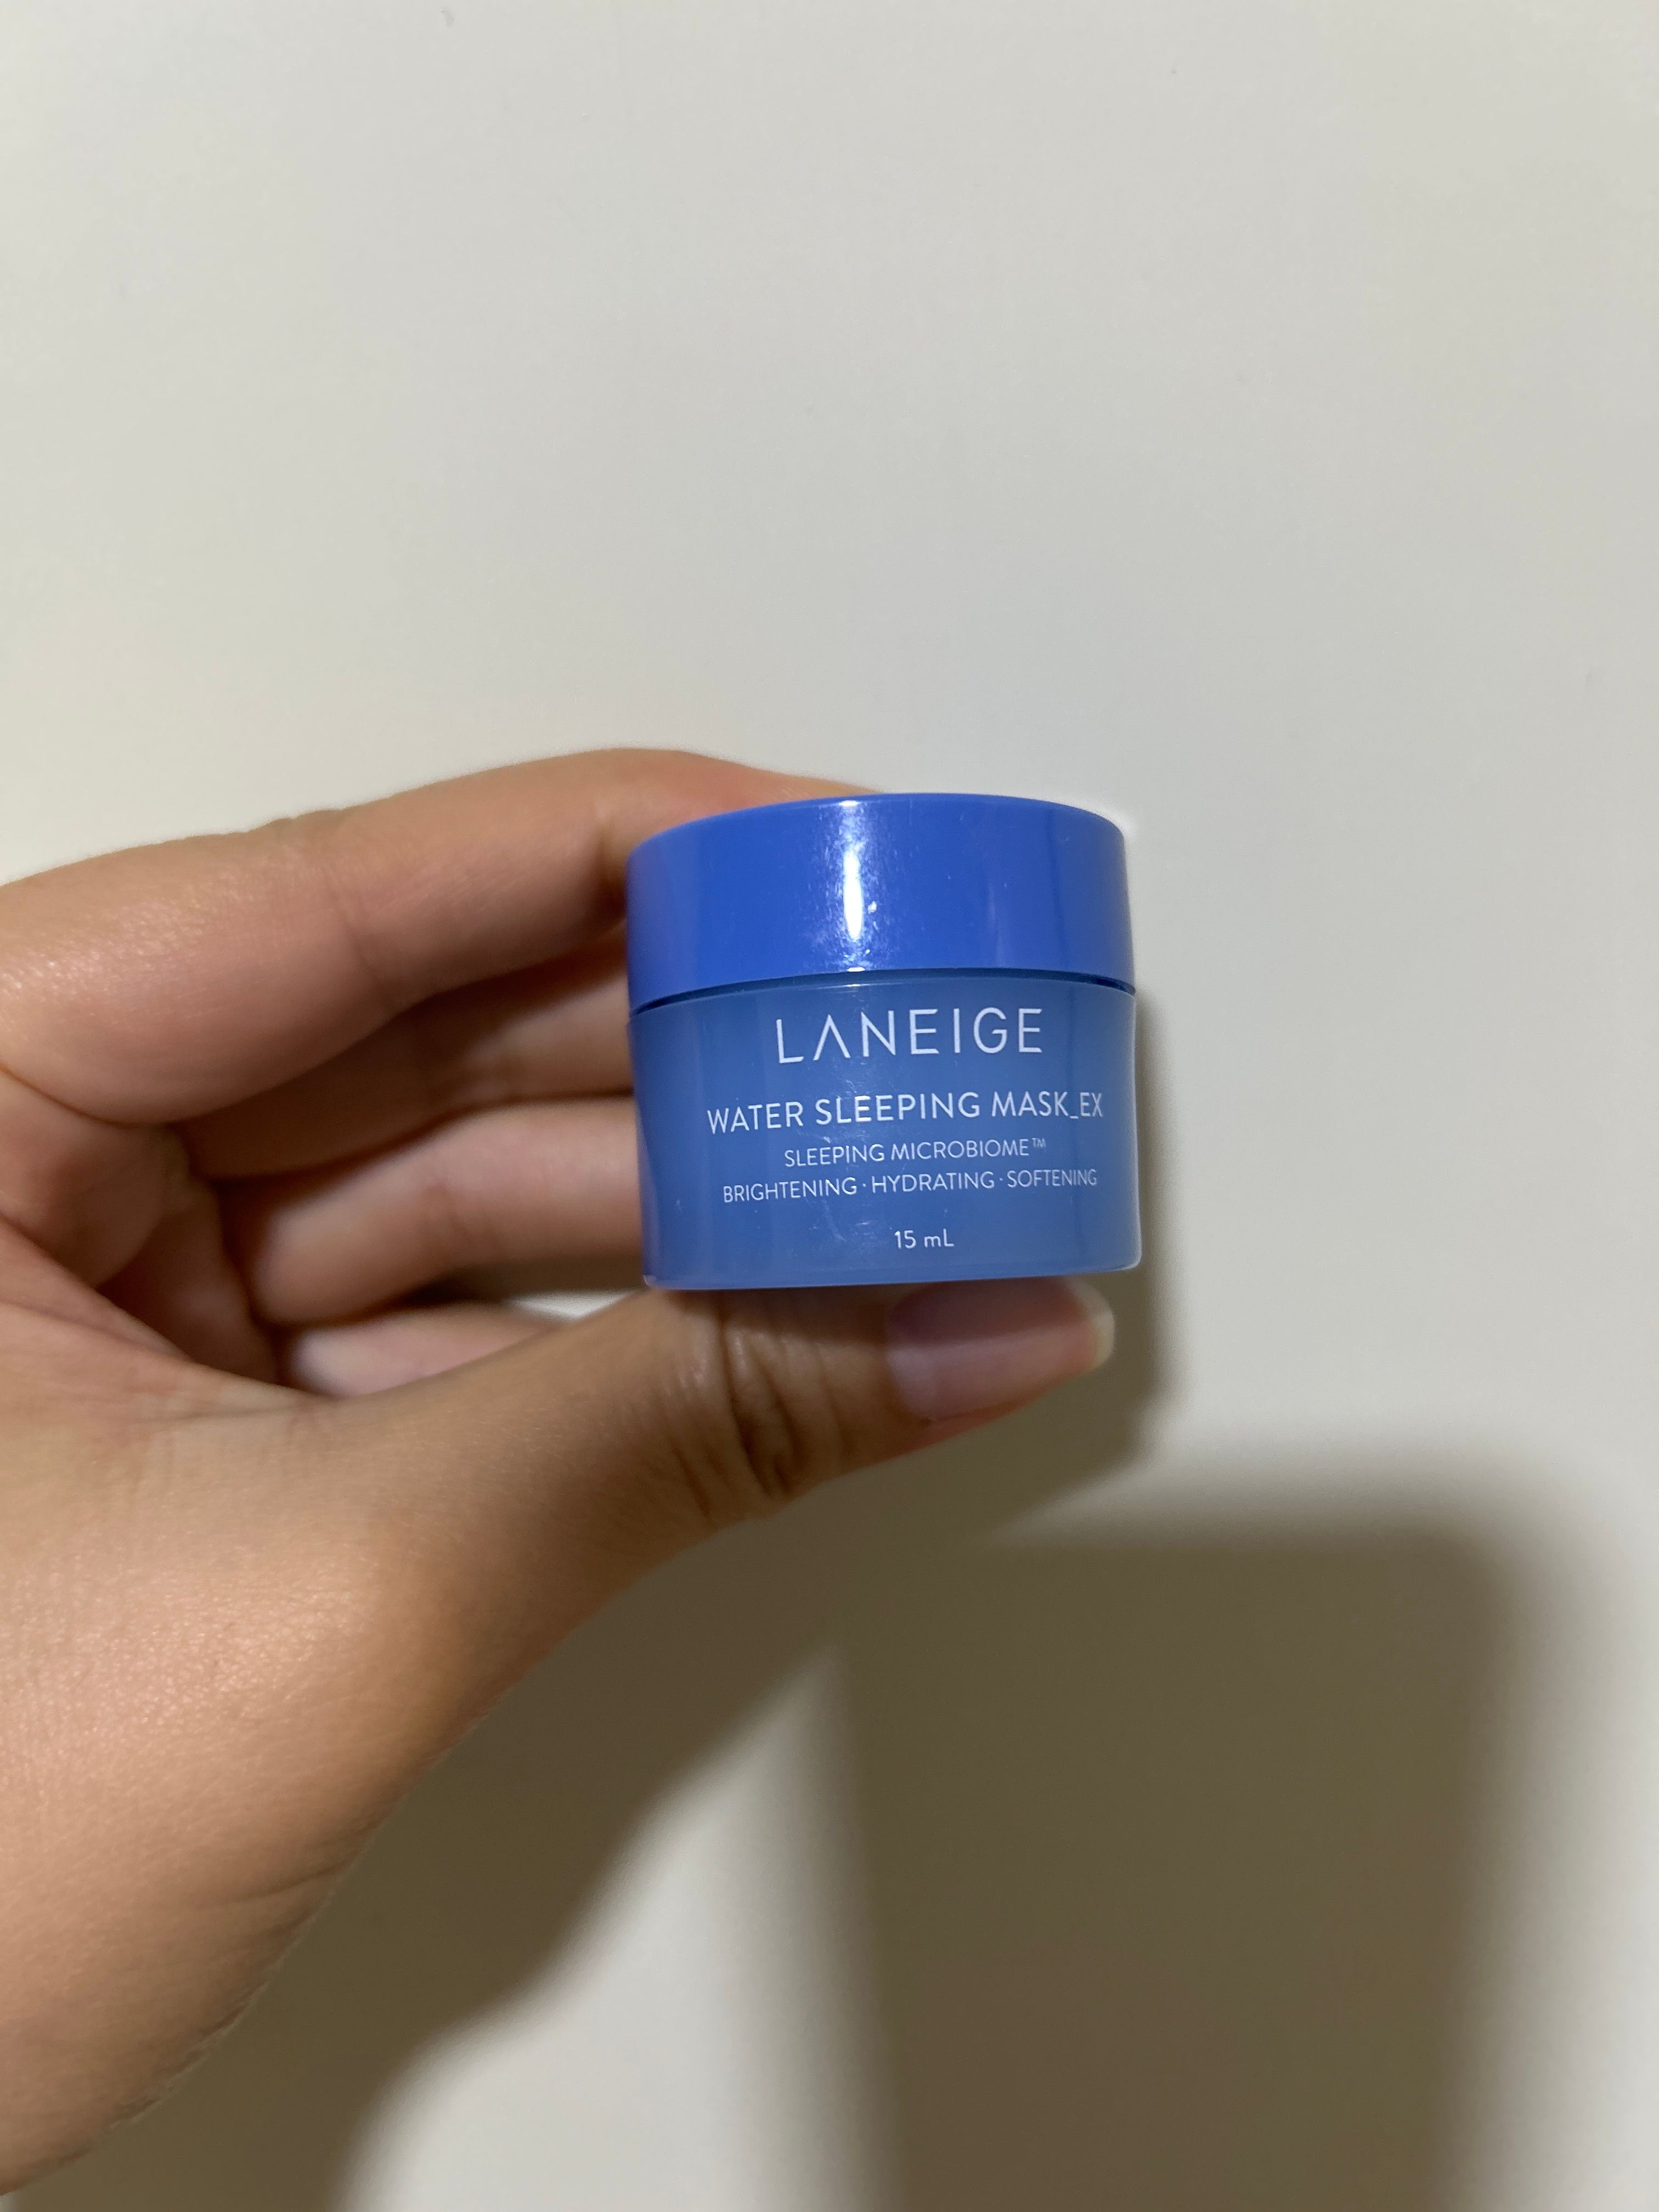 LANEIGE
WATER SLEEPING MASK_EX
SLEEPING MICROBIOME™
BRIGHTENING · HYDRATING · SOFTENING
15 mL